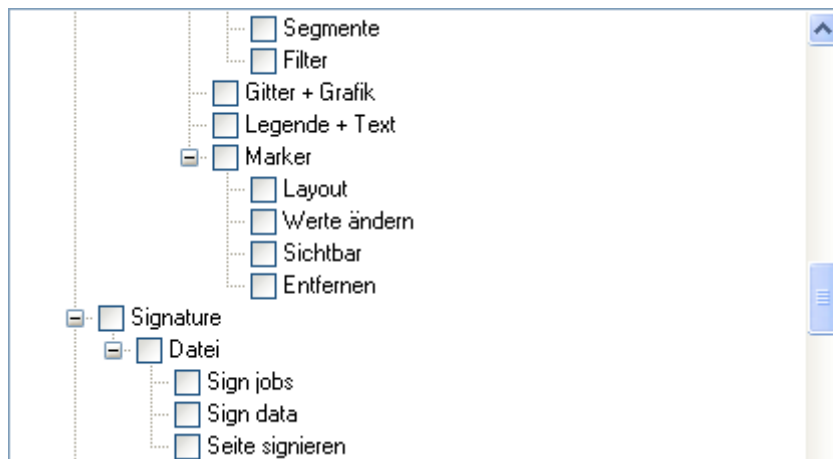 Segmente
Filter
Gitter + Grafik
Legende + Text
Marker
Layout
Werte ändern
Sichtbar
Entfernen
Signature
Datei
Sign jobs
Sign data
Seite signieren